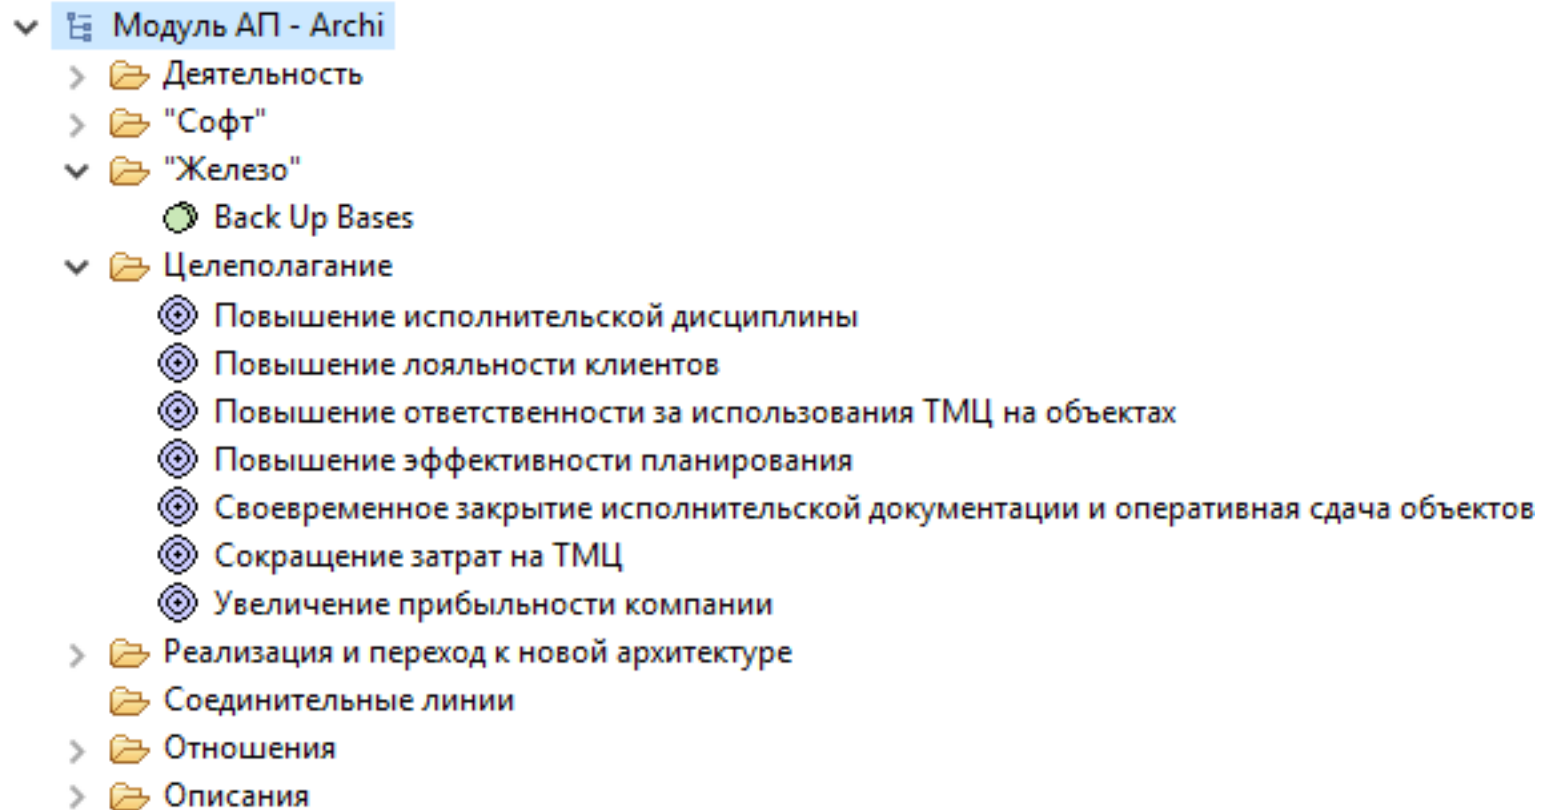 Модуль АП - Archi
Деятельность
"Софт"
"Железо"
Back Up Bases
Целеполагание
Повышение исполнительской дисциплины
Повышение лояльности клиентов
Повышение ответственности за использования ТМЦ на объектах
Повышение эффективности планирования
Своевременное закрытие исполнительской документации и оперативная сдача объектов
Сокращение затрат на ТМЦ
Увеличение прибыльности компании
Реализация и переход к новой архитектуре
Соединительные линии
Отношения
Описания